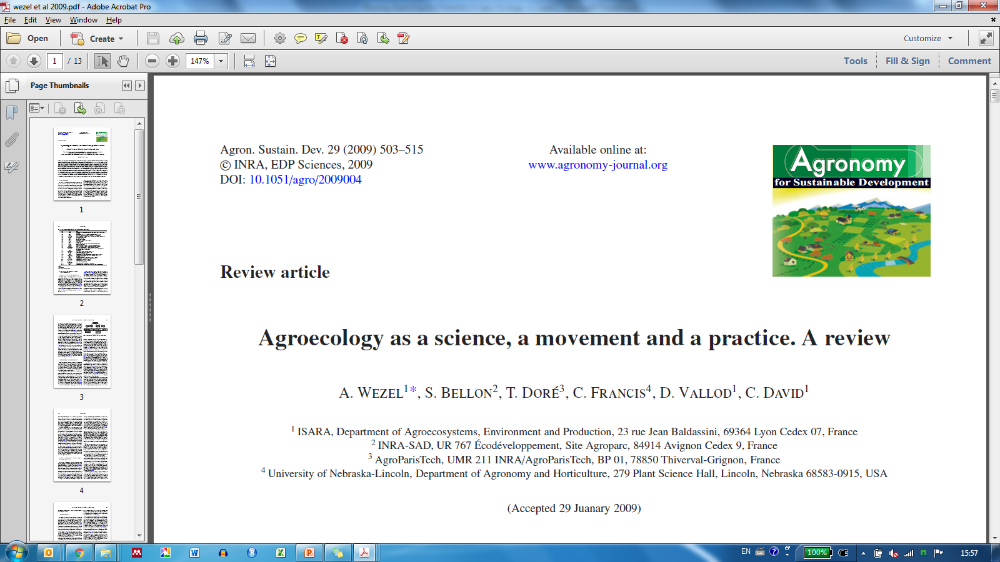 wezel et al 2009.pdf - Adobe Acrobat Pro
File Edit View Window Help
Open Create Customize
1 / 13 147% Tools Fill & Sign Comment
Page Thumbnails
1
2
3
4
Agron. Sustain. Dev. 29 (2009) 503–515
© INRA, EDP Sciences, 2009
DOI: 10.1051/agro/2009004
Available online at:
www.agronomy-journal.org
Agronomy
for Sustainable Development
Review article
Agroecology as a science, a movement and a practice. A review
A. Wezel1*, S. Bellon2, T. Doré3, C. Francis4, D. Vallod1, C. David1
1 ISARA, Department of Agroecosystems, Environment and Production, 23 rue Jean Baldassini, 69364 Lyon Cedex 07, France
2 INRA-SAD, UR 767 Écodéveloppement, Site Agroparc, 84914 Avignon Cedex 9, France
3 AgroParisTech, UMR 211 INRA/AgroParisTech, BP 01, 78850 Thiverval-Grignon, France
4 University of Nebraska-Lincoln, Department of Agronomy and Horticulture, 279 Plant Science Hall, Lincoln, Nebraska 68583-0915, USA
(Accepted 29 Juanary 2009)
EN 100% 15:57